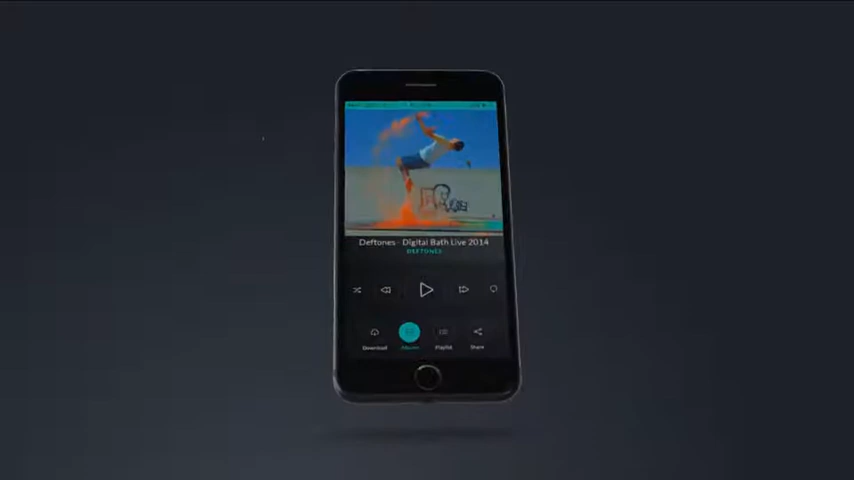 Deftones - Digital Bath Live 2014
DEFTONES
Download
Playlist
Share